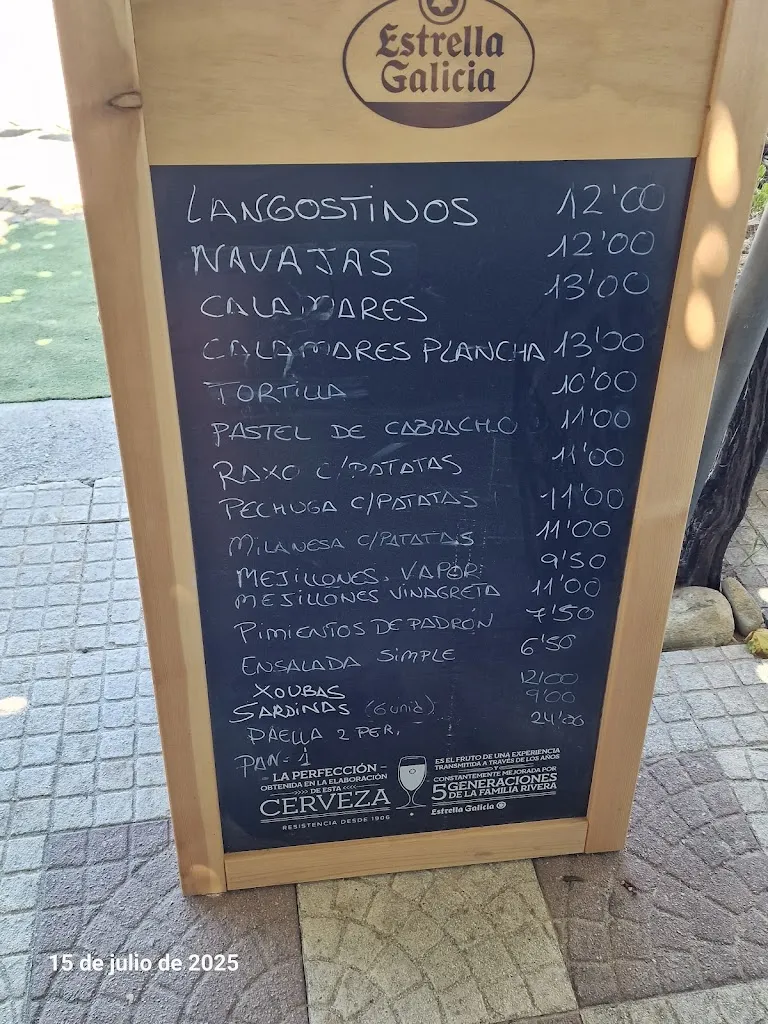 Estrella
Galicia
LANGOSTINOS 12'00
NAVAJAS 12'00
CALAMARES 13'00
CALAMARES PLANCHA 13'00
TORTILLA 10'00
PASTEL DE CABRACHO 11'00
RAXO C/PATATAS 11'00
PECHUGA C/PATATAS 11'00
MILANESA C/PATATAS 11'00
MEJILLONES. VAPOR 9'50
MEJILLONES VINAGRETA 11'00
PIMIENTOS DE PADRÓN 7'50
ENSALADA SIMPLE 6'50
XOUBAS 12'00
SARDINAS (6 unid) 9'00
PAELLA 2 PER. 24'00
PAN - 1
- LA PERFECCIÓN -
OBTENIDA EN LA ELABORACIÓN
DE ESTA
CERVEZA
RESISTENCIA DESDE 1906
ES EL FRUTO DE UNA EXPERIENCIA
TRANSMITIDA A TRAVÉS DE LOS AÑOS
Y
CONSTANTEMENTE MEJORADA POR
5 GENERACIONES
DE LA FAMILIA RIVERA
Estrella Galicia
15 de julio de 2025